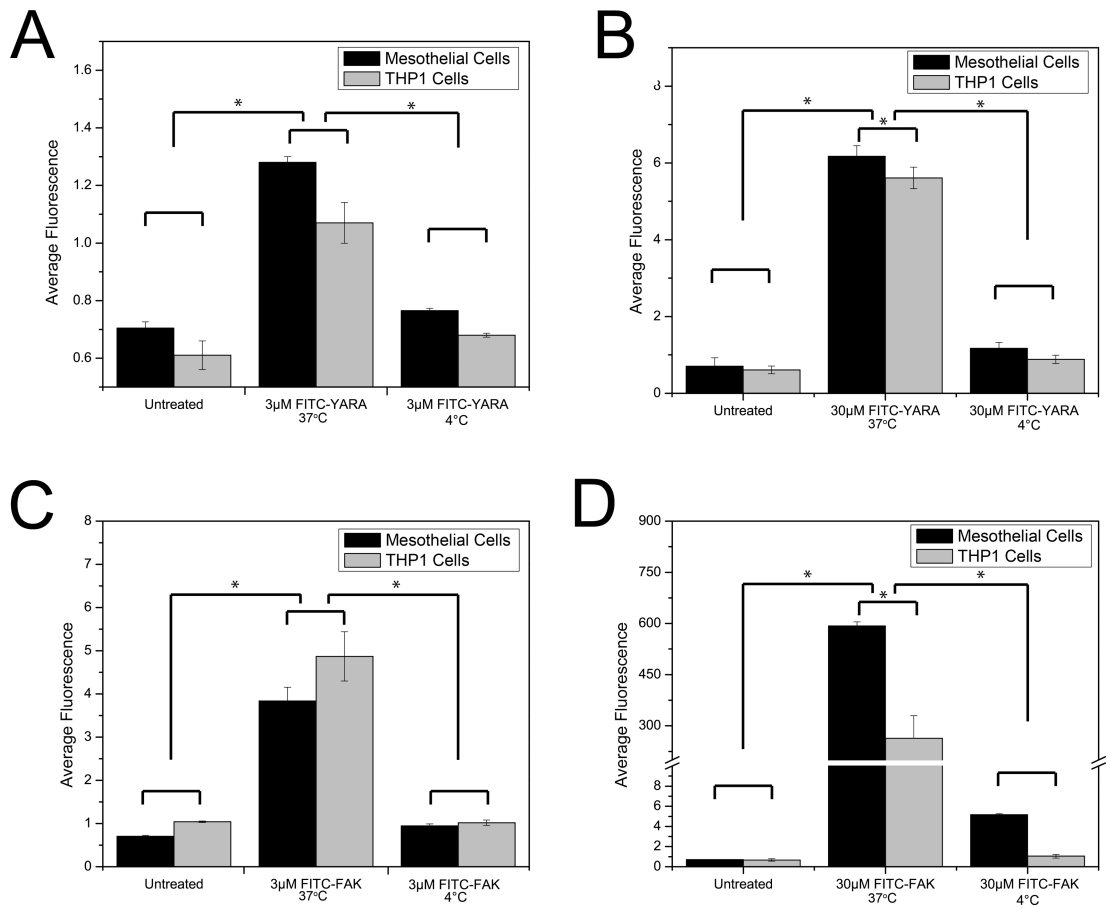 A
Average Fluorescence
1.6
1.4
1.2
1.0
0.8
0.6
Mesothelial Cells
THP1 Cells
*
*
Untreated
3µM FITC-YARA
37°C
3µM FITC-YARA
4°C
B
Average Fluorescence
8
6
4
2
0
Mesothelial Cells
THP1 Cells
*
*
*
Untreated
30µM FITC-YARA
37°C
30µM FITC-YARA
4°C
C
Average Fluorescence
8
7
6
5
4
3
2
1
0
Mesothelial Cells
THP1 Cells
*
*
Untreated
3µM FITC-FAK
37°C
3µM FITC-FAK
4°C
D
Average Fluorescence
900
750
600
450
300
8
6
4
2
0
Mesothelial Cells
THP1 Cells
*
*
*
Untreated
30µM FITC-FAK
37°C
30µM FITC-FAK
4°C